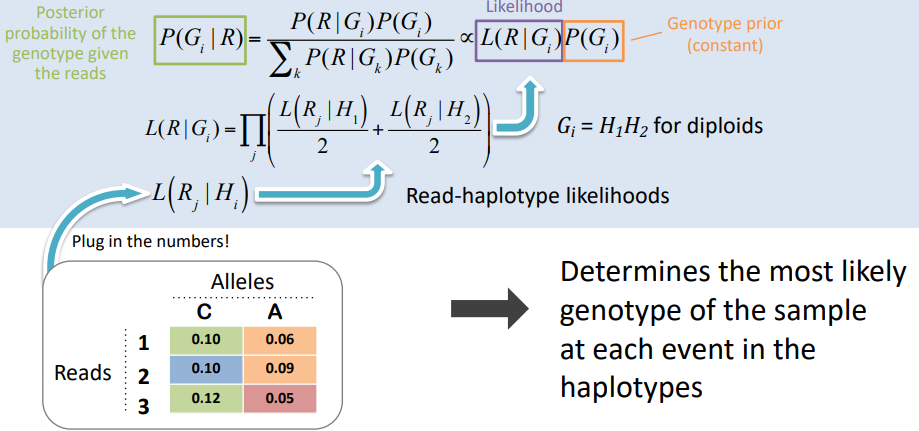 Posterior
probability of the
genotype given
the reads
P(G_i | R) = P(R | G_i)P(G_i) / ∑_k P(R | G_k)P(G_k) ∝ L(R | G_i)P(G_i)
Likelihood
Genotype prior
(constant)
L(R | G_i) = ∏_j ( L(R_j | H_1) / 2 + L(R_j | H_2) / 2 )
G_i = H_1H_2 for diploids
L(R_j | H_i)
Read-haplotype likelihoods
Plug in the numbers!
Alleles
C A
Reads
1 0.10 0.06
2 0.10 0.09
3 0.12 0.05
Determines the most likely
genotype of the sample
at each event in the
haplotypes